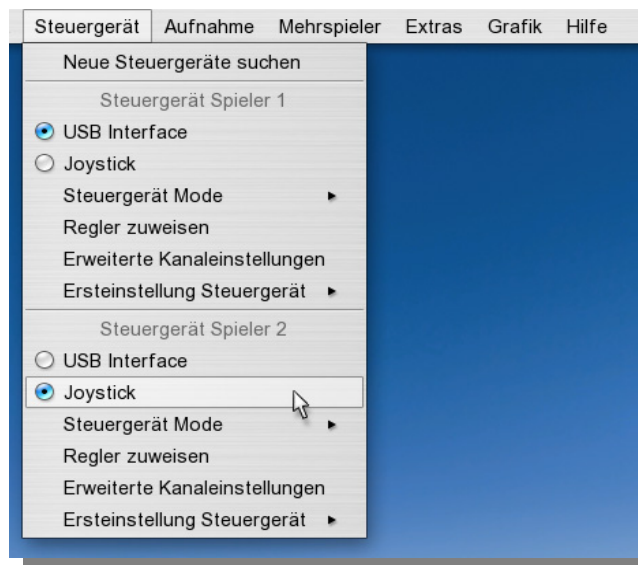 Steuergerät Aufnahme Mehrspieler Extras Grafik Hilfe
Neue Steuergeräte suchen
Steuergerät Spieler 1
USB Interface
Joystick
Steuergerät Mode
Regler zuweisen
Erweiterte Kanaleinstellungen
Ersteinstellung Steuergerät
Steuergerät Spieler 2
USB Interface
Joystick
Steuergerät Mode
Regler zuweisen
Erweiterte Kanaleinstellungen
Ersteinstellung Steuergerät